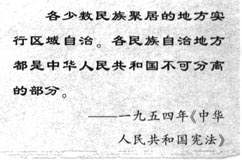 各少数民族聚居的地方实
行区域自治。各民族自治地方
都是中华人民共和国不可分离
的部分。
——一九五四年《中华
人民共和国宪法》